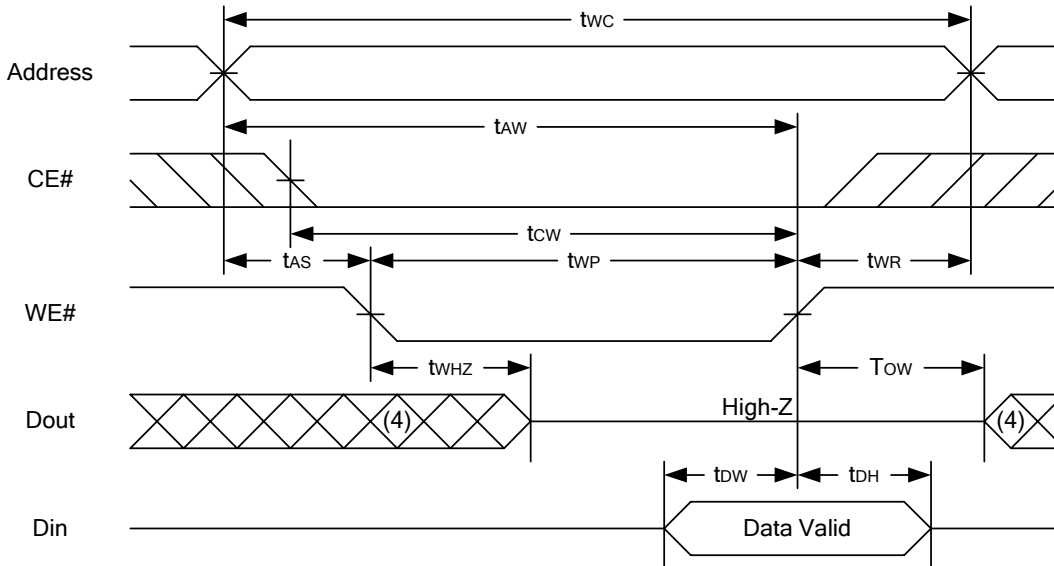 tWC
Address
tAW
CE#
tCW
tAS tWP tWR
WE#
tWHZ TOW
Dout (4) High-Z (4)
tDW tDH
Din Data Valid